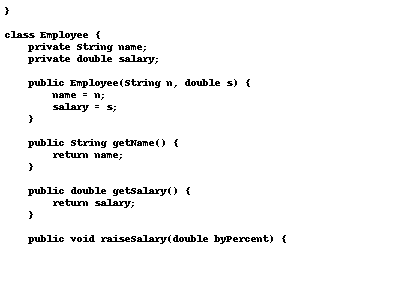 }
class Employee {
private String name;
private double salary;
public Employee(String n, double s) {
name = n;
salary = s;
}
public String getName() {
return name;
}
public double getSalary() {
return salary;
}
public void raiseSalary(double byPercent) {